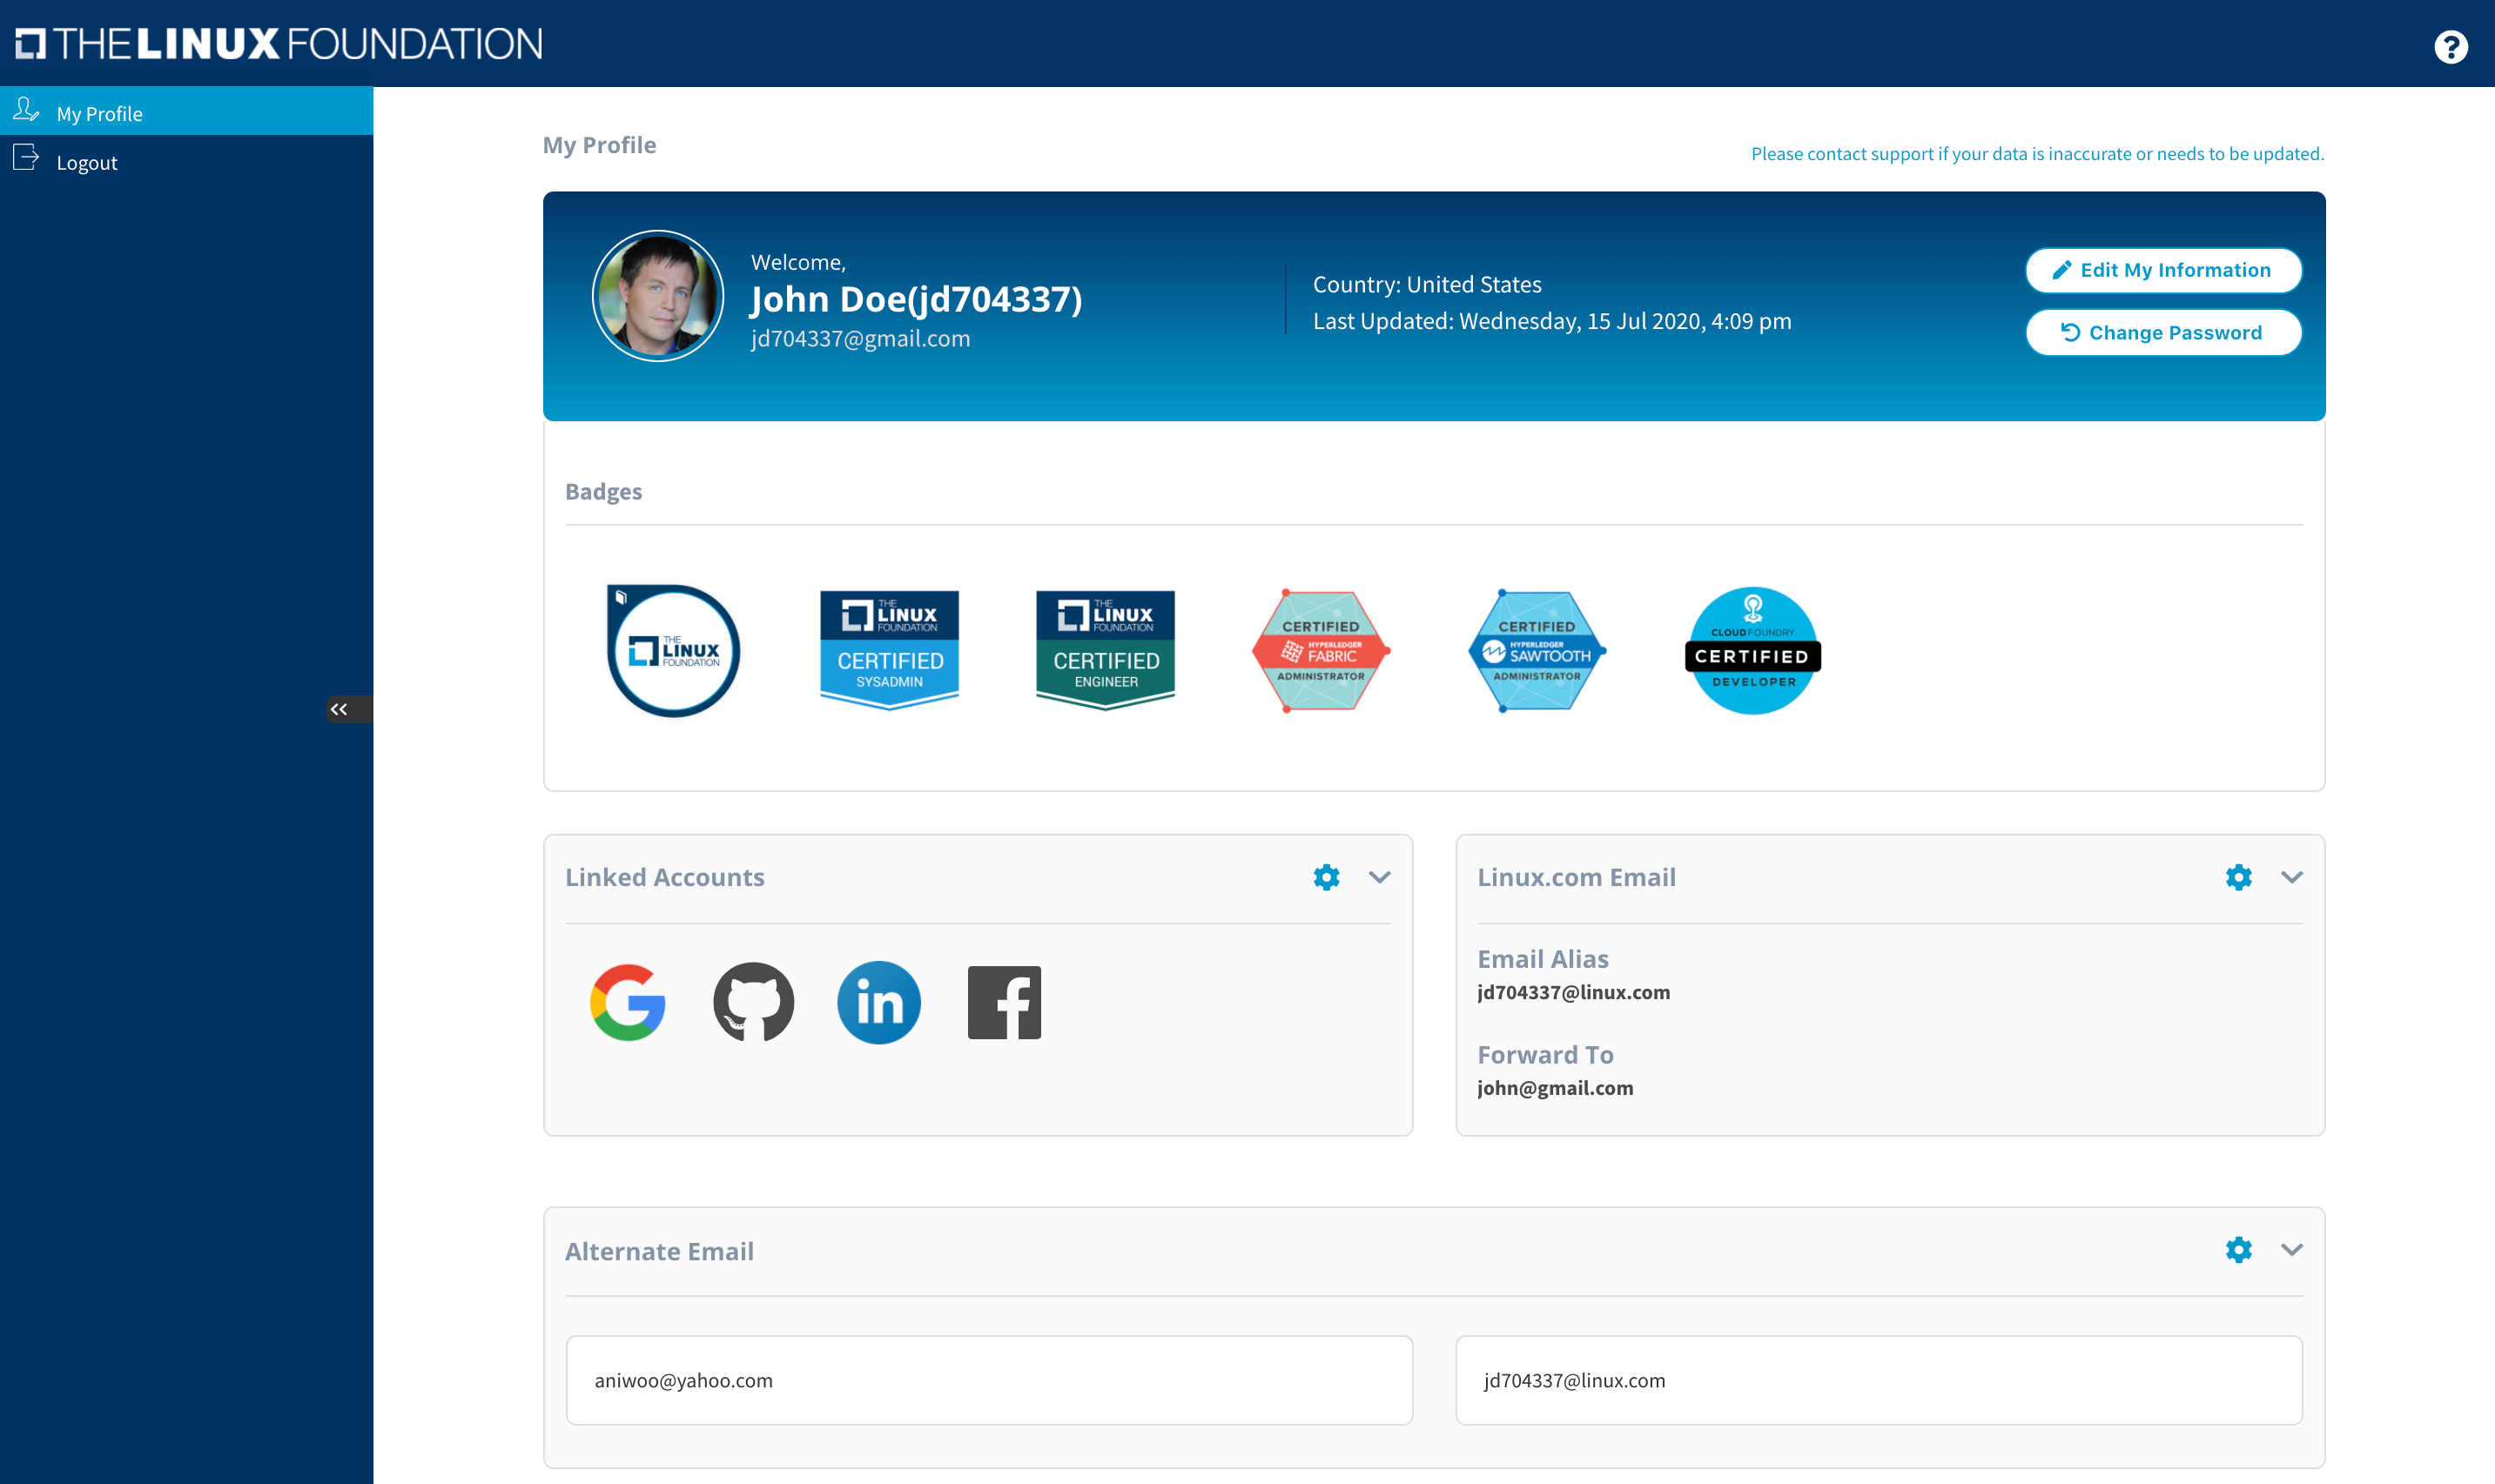 THE LINUX FOUNDATION
My Profile
Logout
My Profile
Please contact support if your data is inaccurate or needs to be updated.
Welcome,
John Doe(jd704337)
jd704337@gmail.com
Country: United States
Last Updated: Wednesday, 15 Jul 2020, 4:09 pm
Edit My Information
Change Password
Badges
THE
LINUX
FOUNDATION
THE
LINUX
FOUNDATION
CERTIFIED
SYSADMIN
THE
LINUX
FOUNDATION
CERTIFIED
ENGINEER
CERTIFIED
HYPERLEDGER
FABRIC
ADMINISTRATOR
CERTIFIED
HYPERLEDGER
SAWTOOTH
ADMINISTRATOR
CLOUD FOUNDRY
CERTIFIED
DEVELOPER
Linked Accounts
in
Linux.com Email
Email Alias
jd704337@linux.com
Forward To
john@gmail.com
Alternate Email
aniwoo@yahoo.com
jd704337@linux.com